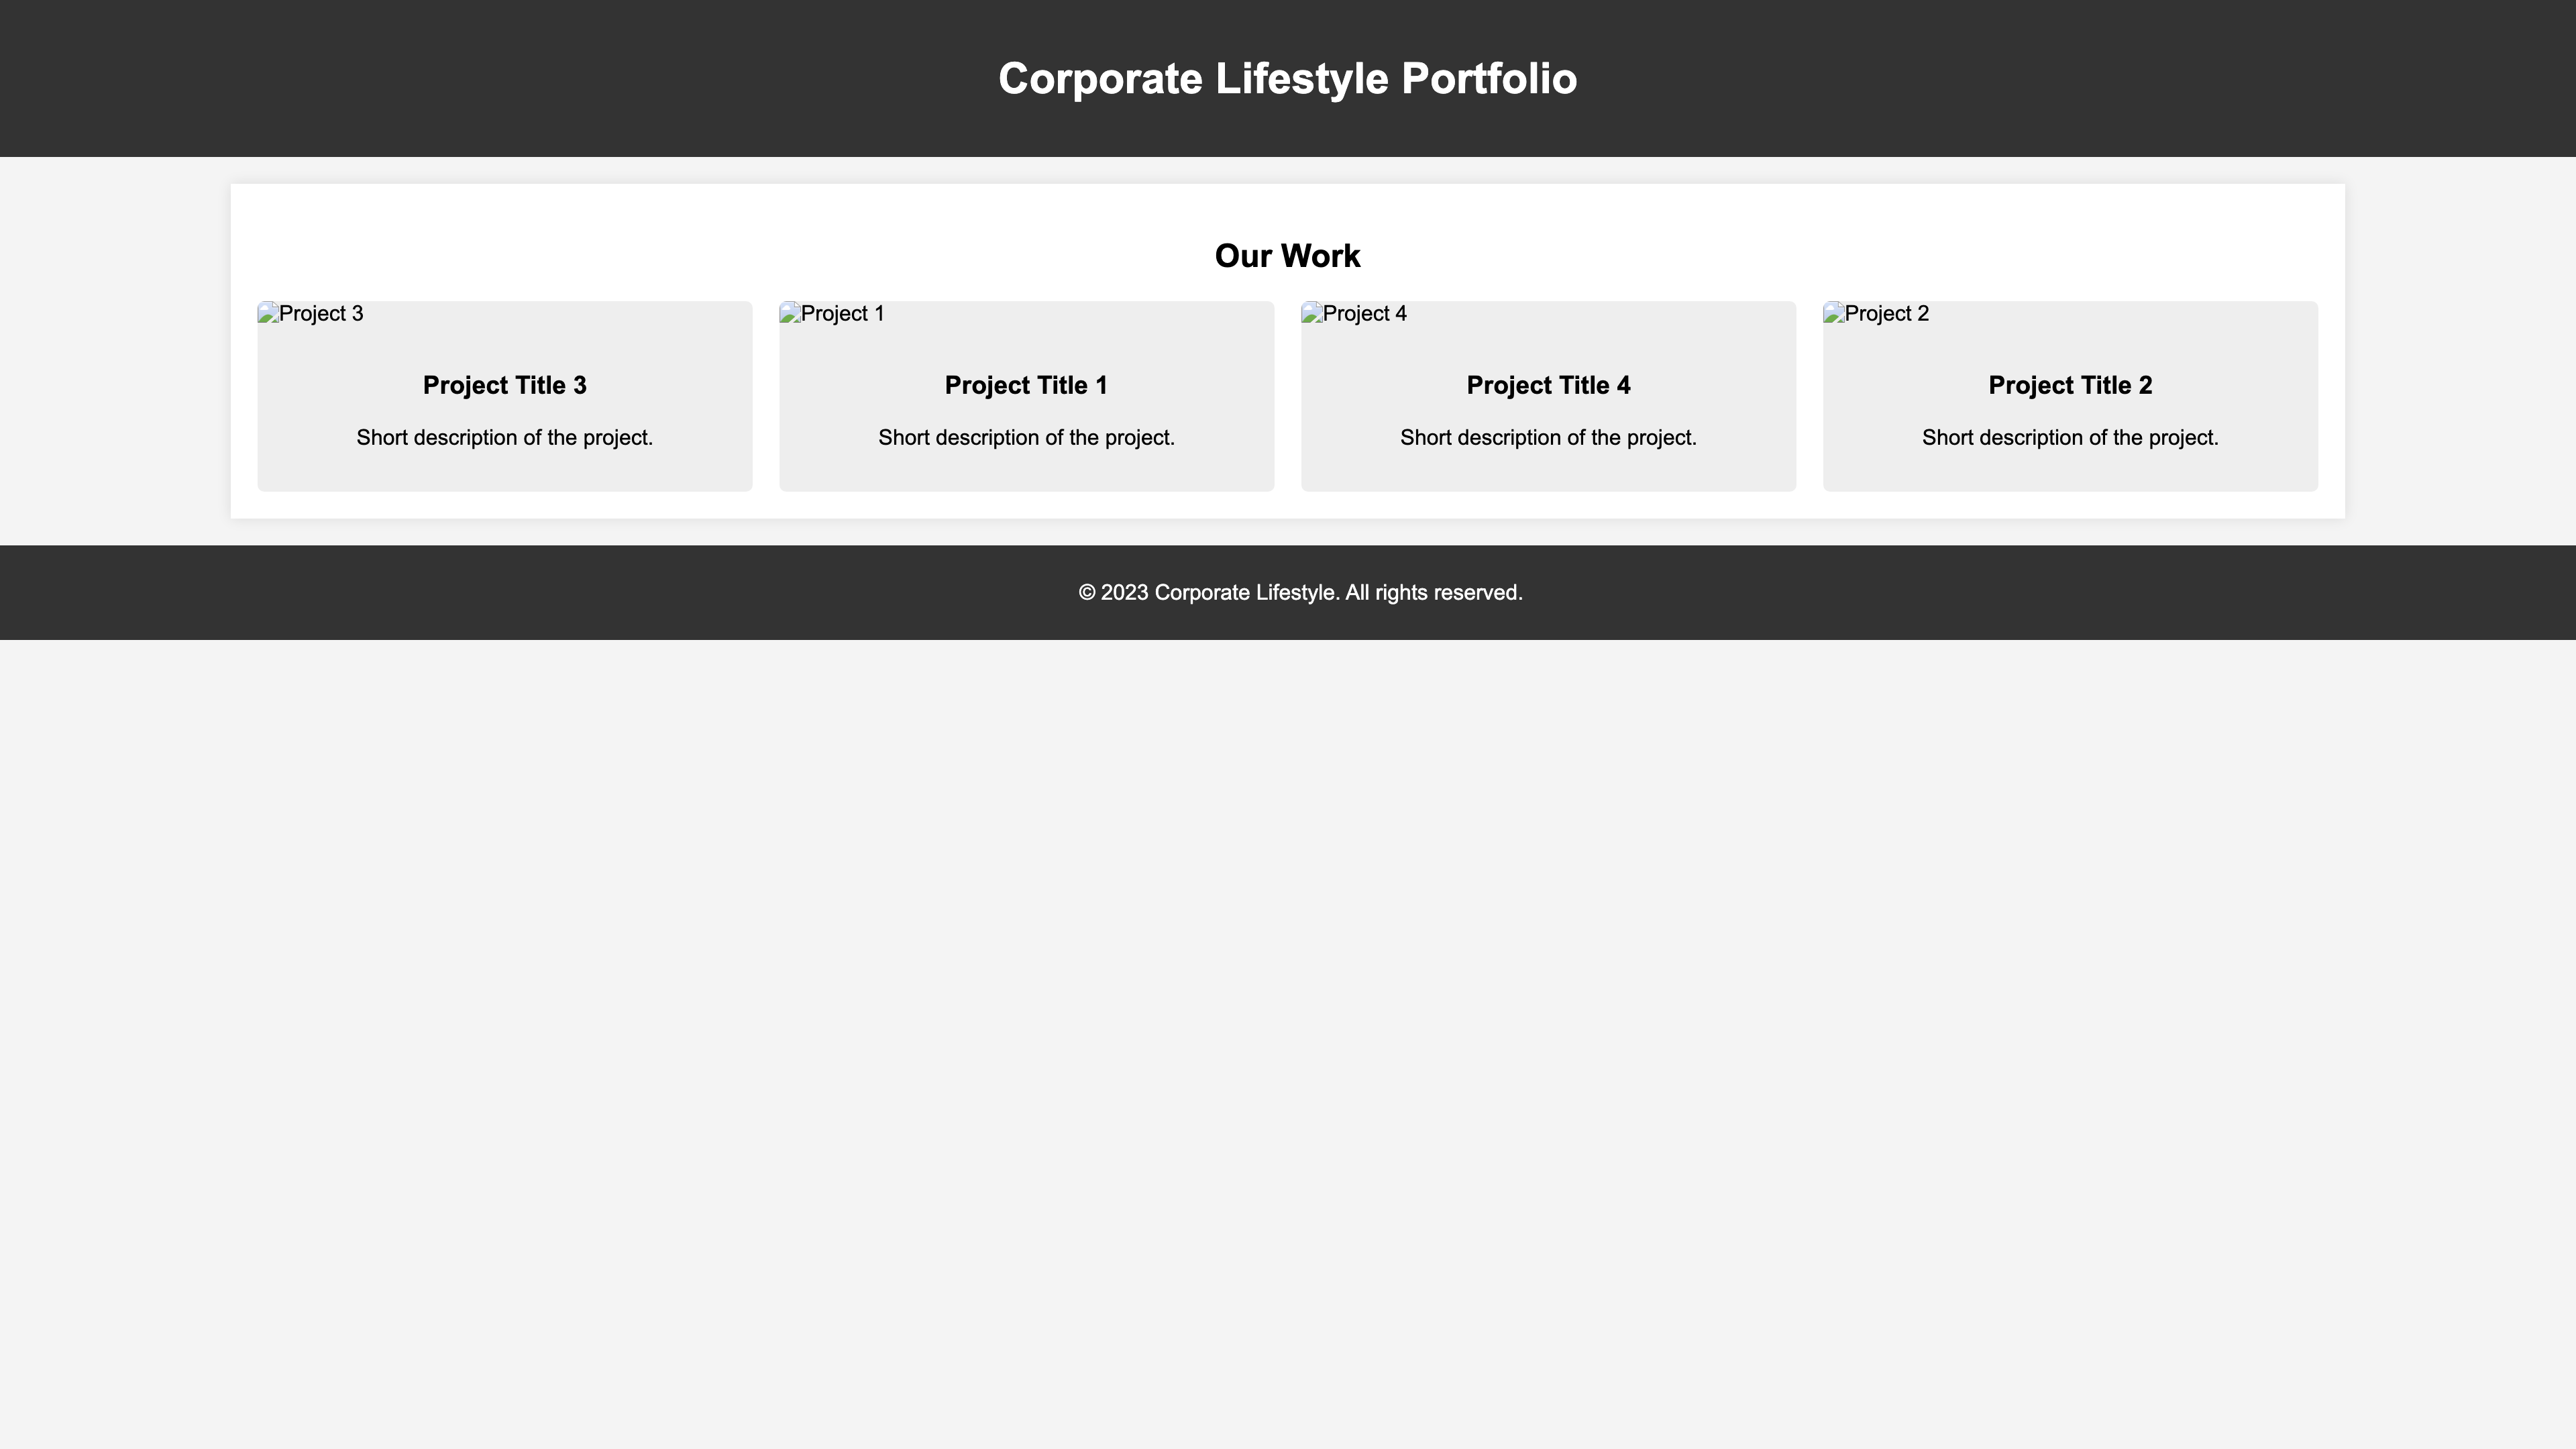 Corporate Lifestyle Portfolio
Our Work
Project 3
Project Title 3
Short description of the project.
Project 1
Project Title 1
Short description of the project.
Project 4
Project Title 4
Short description of the project.
Project 2
Project Title 2
Short description of the project.
© 2023 Corporate Lifestyle. All rights reserved.